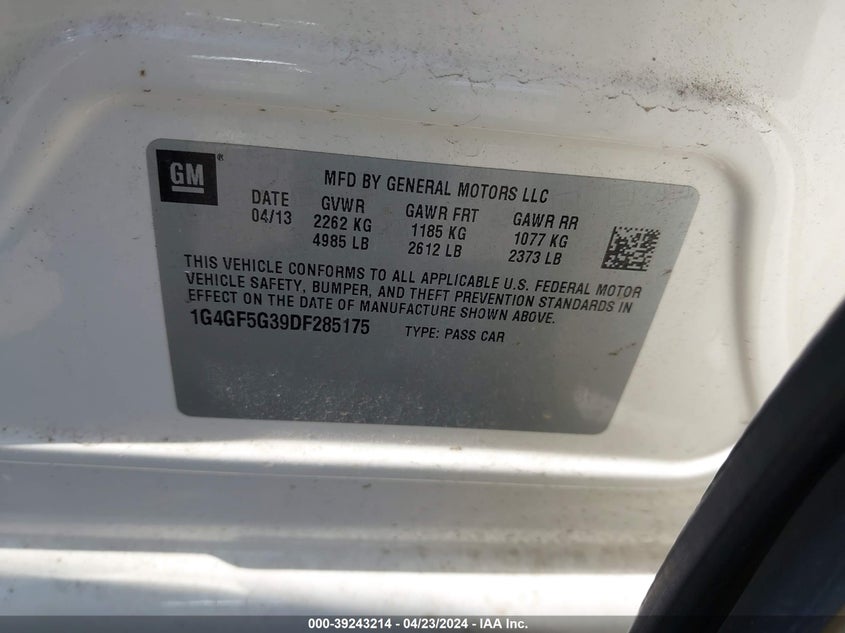 GM®
MFD BY GENERAL MOTORS LLC
DATE GVWR GAWR FRT GAWR RR
04/13 2262 KG 1185 KG 1077 KG
4985 LB 2612 LB 2373 LB
THIS VEHICLE CONFORMS TO ALL APPLICABLE U.S. FEDERAL MOTOR
VEHICLE SAFETY, BUMPER, AND THEFT PREVENTION STANDARDS IN
EFFECT ON THE DATE OF MANUFACTURE SHOWN ABOVE.
1G4GF5G39DF285175 TYPE: PASS CAR
000-39243214 - 04/23/2024 - IAA Inc.